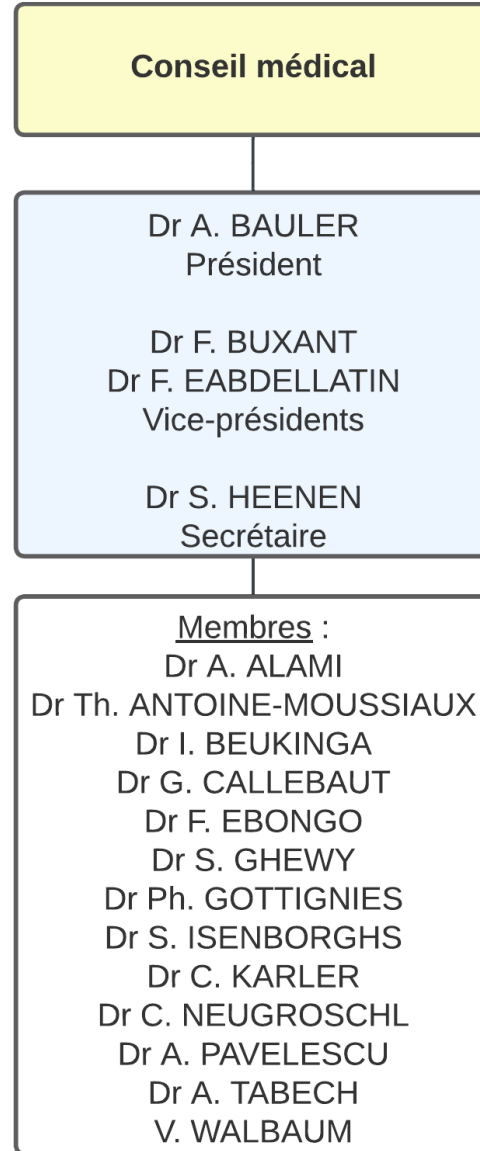 Conseil médical
Dr A. BAULER
Président
Dr F. BUXANT
Dr F. EABDELLATIN
Vice-présidents
Dr S. HEENEN
Secrétaire
Membres :
Dr A. ALAMI
Dr Th. ANTOINE-MOUSSIAUX
Dr I. BEUKINGA
Dr G. CALLEBAUT
Dr F. EBONGO
Dr S. GHEWY
Dr Ph. GOTTIGNIES
Dr S. ISENBORGHS
Dr C. KARLER
Dr C. NEUGROSCHL
Dr A. PAVELESCU
Dr A. TABECH
V. WALBAUM